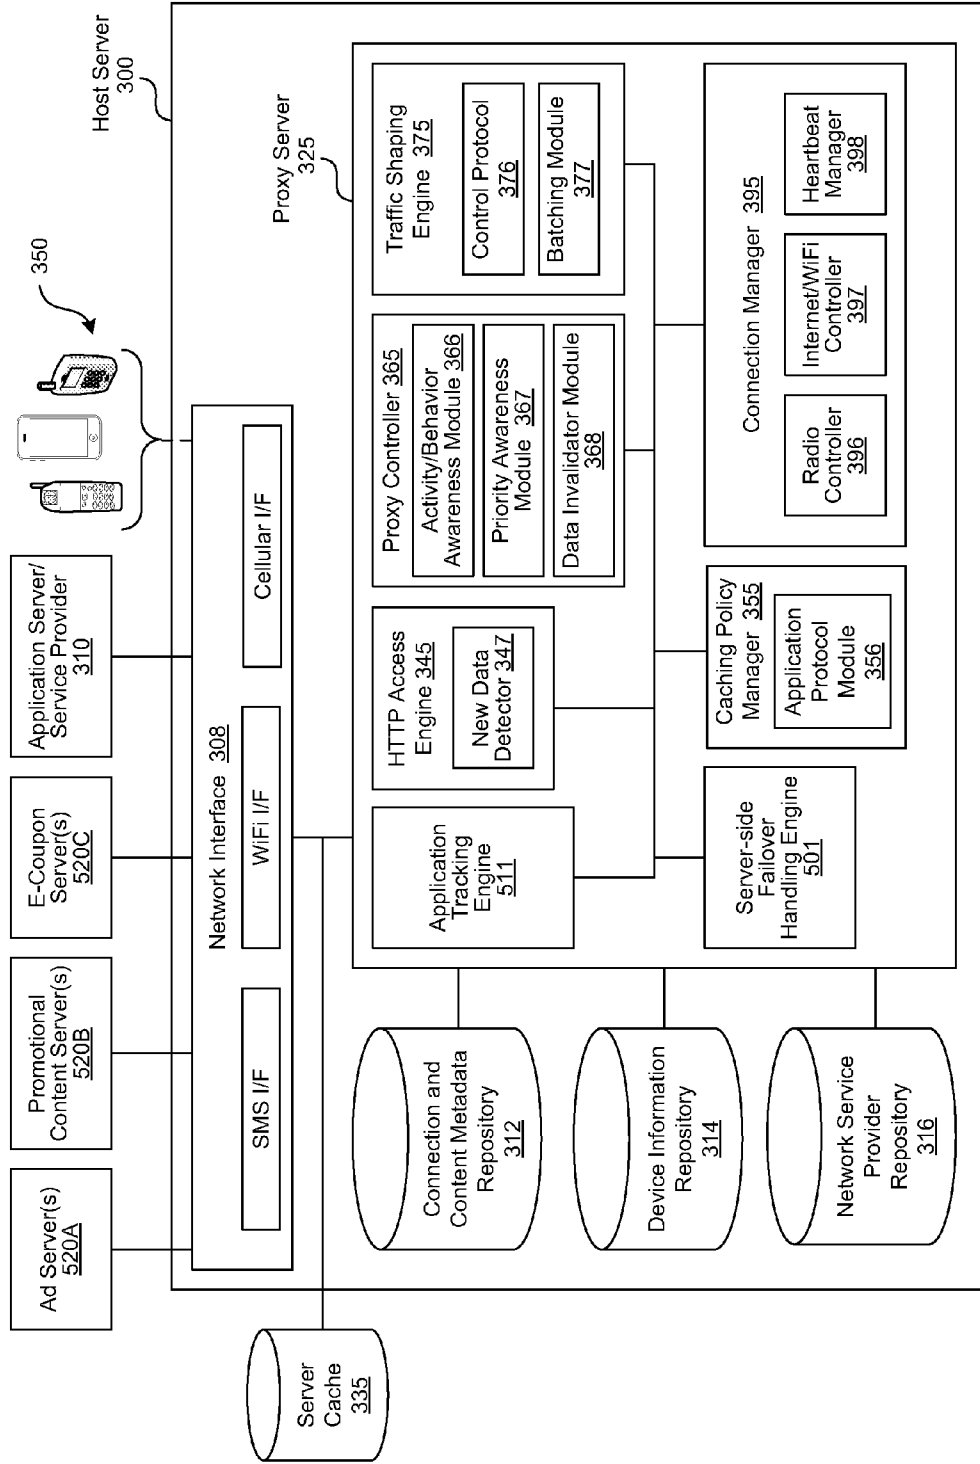 Ad Server(s)
520A
Promotional
Content Server(s)
520B
E-Coupon
Server(s)
520C
Application Server/
Service Provider
310
350
Host Server
300
Server
Cache
335
Network Interface 308
SMS I/F
WiFi I/F
Cellular I/F
Proxy Server
325
Connection and
Content Metadata
Repository
312
Device Information
Repository
314
Network Service
Provider
Repository
316
Application
Tracking
Engine
511
HTTP Access
Engine 345
New Data
Detector 347
Proxy Controller 365
Activity/Behavior
Awareness Module 366
Priority Awareness
Module 367
Data Invalidator Module
368
Traffic Shaping
Engine 375
Control Protocol
376
Batching Module
377
Server-side
Failover
Handling Engine
501
Caching Policy
Manager 355
Application
Protocol
Module
356
Connection Manager 395
Radio
Controller
396
Internet/WiFi
Controller
397
Heartbeat
Manager
398